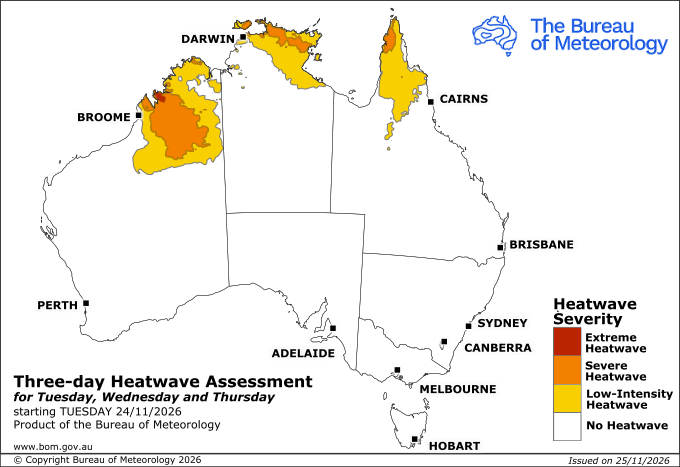 The Bureau
of Meteorology
DARWIN
CAIRNS
BROOME
BRISBANE
PERTH
SYDNEY
CANBERRA
ADELAIDE
MELBOURNE
HOBART
Heatwave
Severity
Extreme
Heatwave
Severe
Heatwave
Low-Intensity
Heatwave
No Heatwave
Three-day Heatwave Assessment
for Tuesday, Wednesday and Thursday
starting TUESDAY 24/11/2026
Product of the Bureau of Meteorology
www.bom.gov.au
© Copyright Bureau of Meteorology 2026
Issued on 25/11/2026